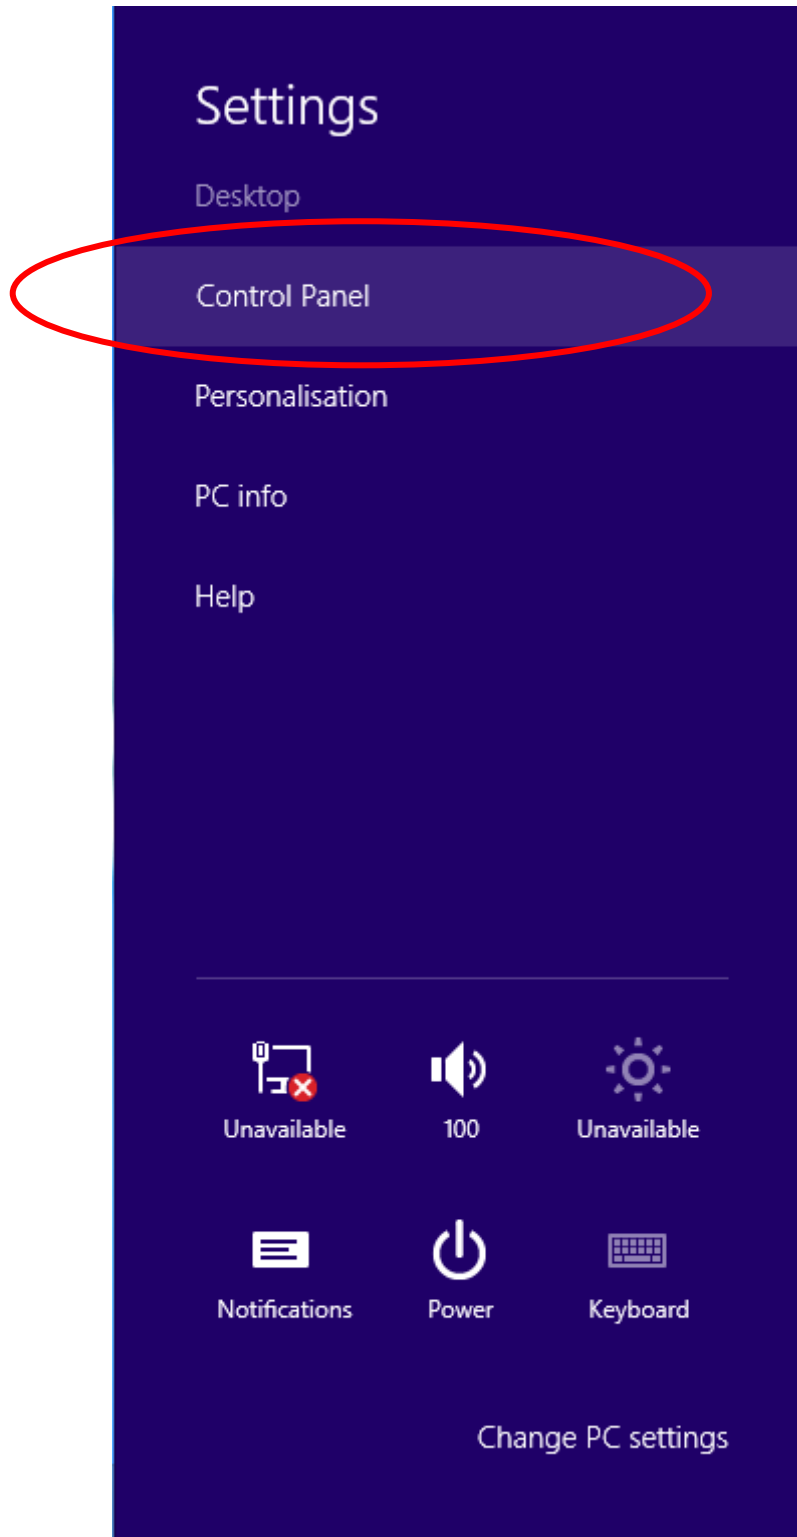 Settings
Desktop
Control Panel
Personalisation
PC info
Help
Unavailable 100 Unavailable
Notifications Power Keyboard
Change PC settings